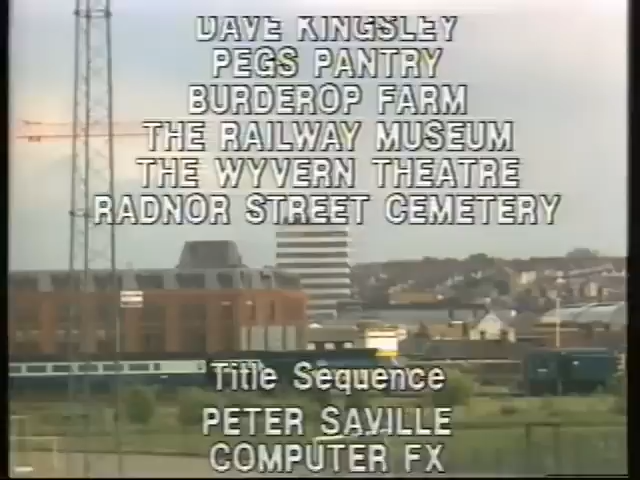 DAVE KINGSLEY
PEGS PANTRY
BURDEROP FARM
THE RAILWAY MUSEUM
THE WYVERN THEATRE
RADNOR STREET CEMETERY
Title Sequence
PETER SAVILLE
COMPUTER FX